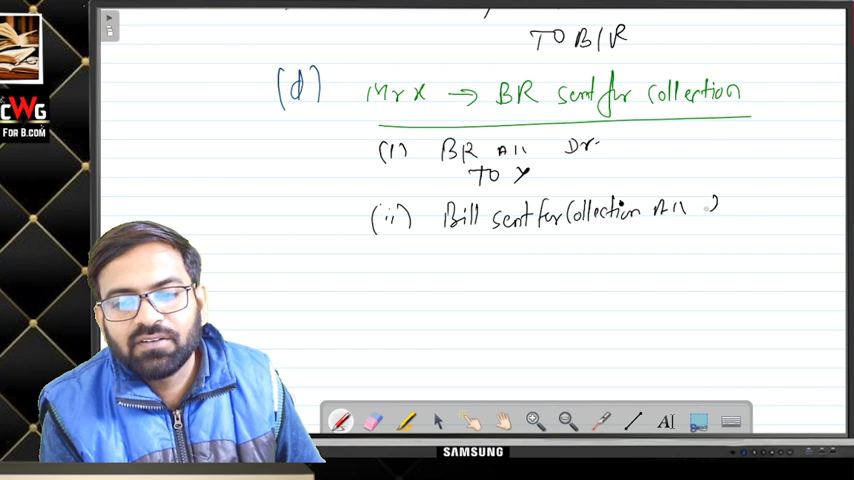 TO B/R
(d) Mr X → BR sent for collection
(i) BR A/c Dr.
TO X
(ii) Bill sent for Collection A/c
CWG
FOR B.COM
SAMSUNG